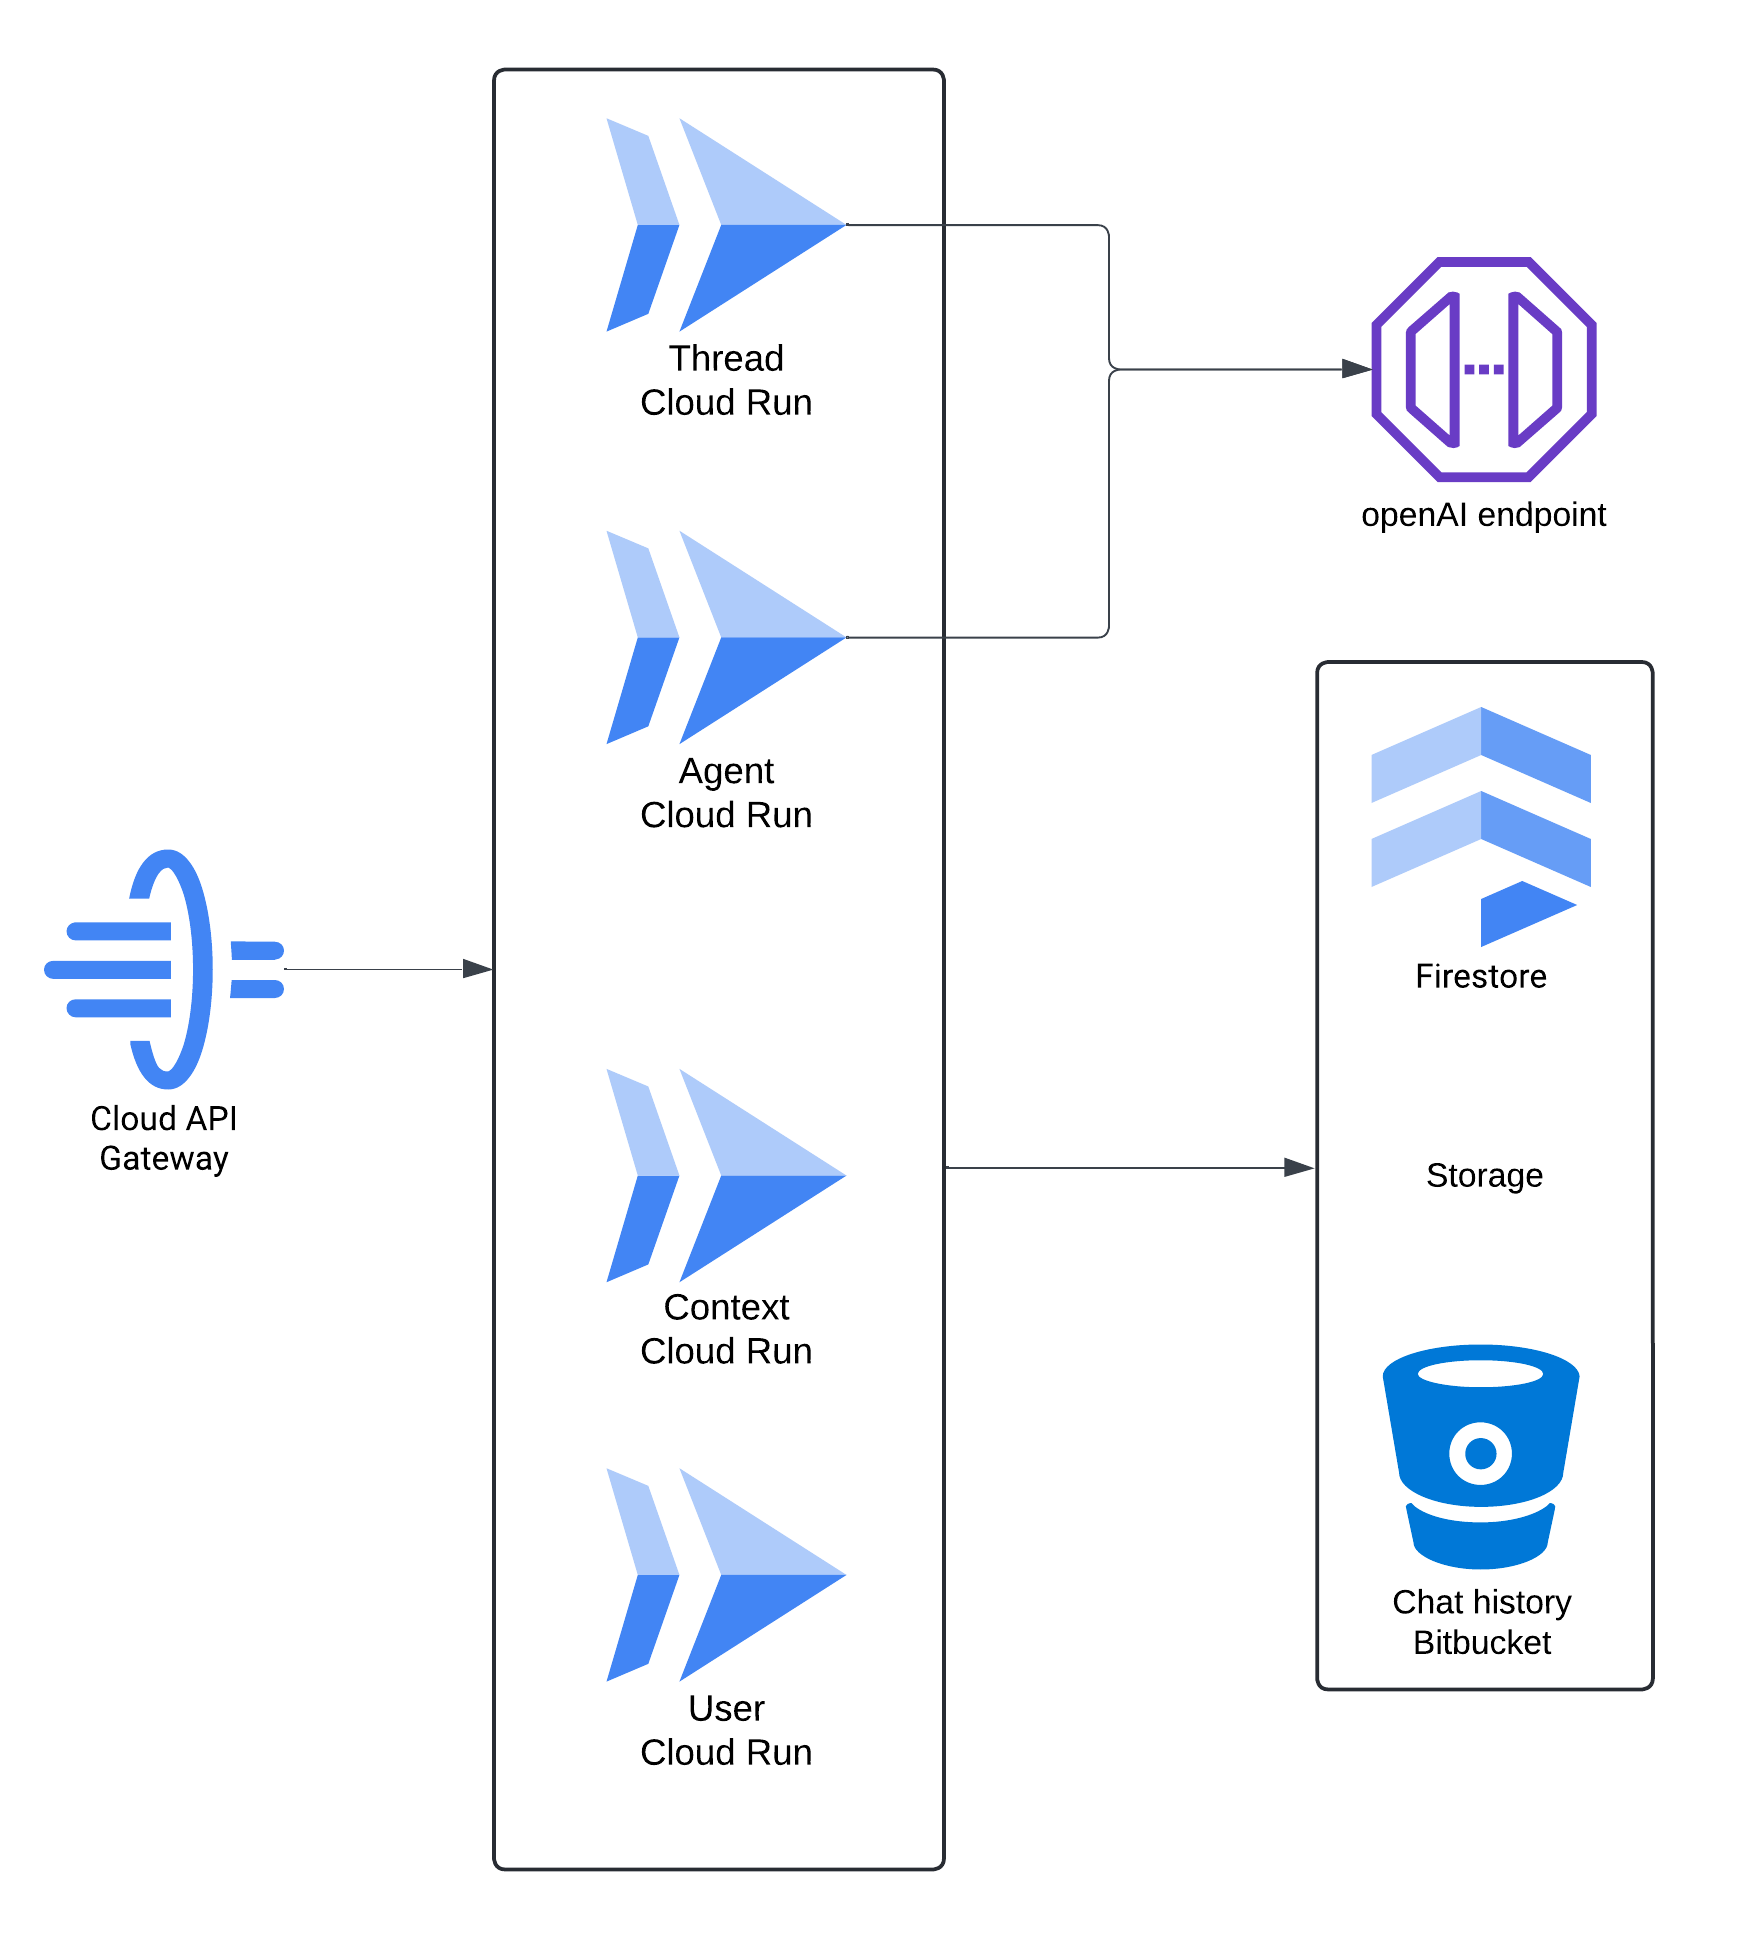 Thread
Cloud Run
openAI endpoint
Agent
Cloud Run
Firestore
Cloud API
Gateway
Storage
Context
Cloud Run
Chat history
Bitbucket
User
Cloud Run